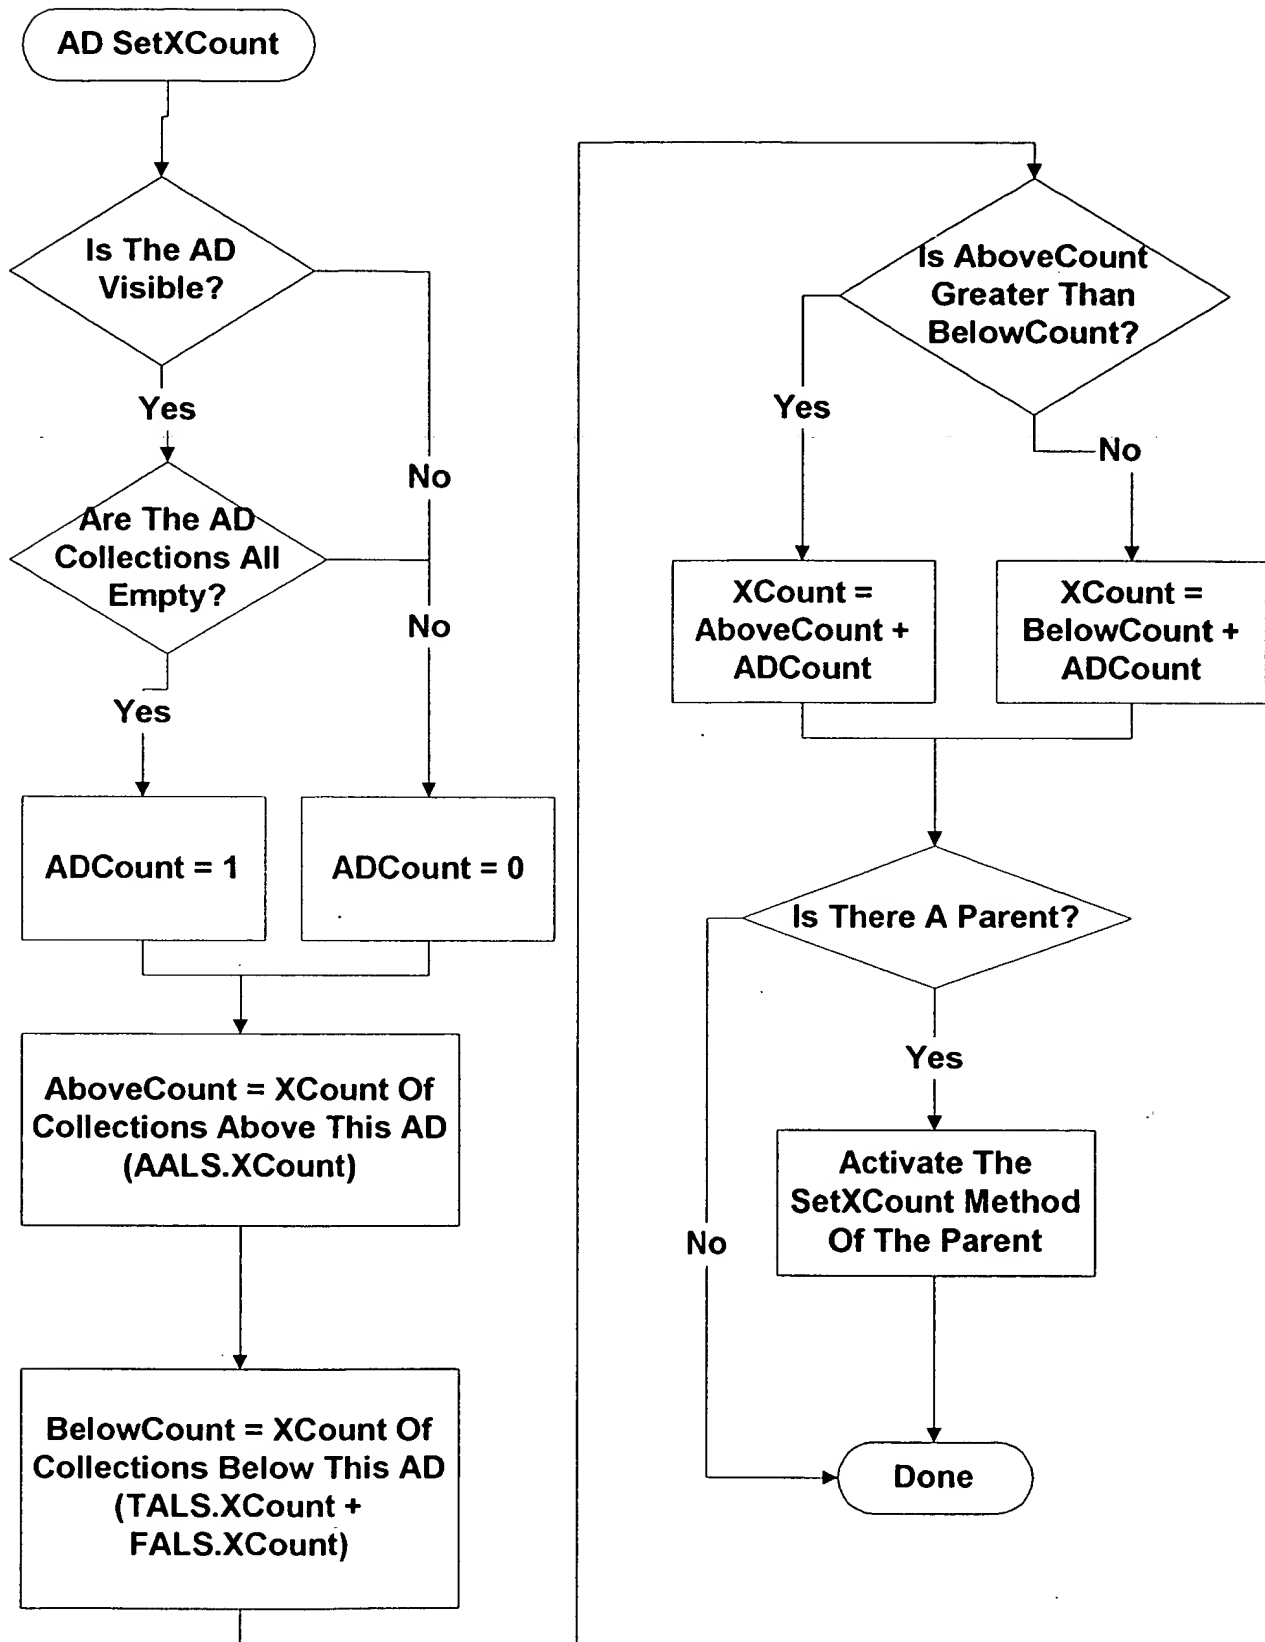 AD SetXCount
Is The AD
Visible?
Yes
No
Are The AD
Collections All
Empty?
No
Yes
ADCount = 1
ADCount = 0
AboveCount = XCount Of
Collections Above This AD
(AALS.XCount)
BelowCount = XCount Of
Collections Below This AD
(TALS.XCount +
FALS.XCount)
Is AboveCount
Greater Than
BelowCount?
Yes
No
XCount =
AboveCount +
ADCount
XCount =
BelowCount +
ADCount
Is There A Parent?
Yes
No
Activate The
SetXCount Method
Of The Parent
Done